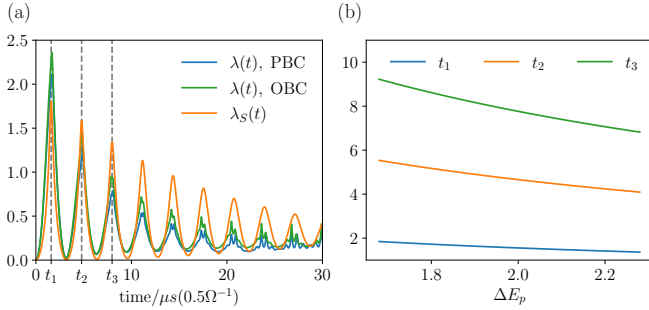 (a)
2.5
2.0
1.5
1.0
0.5
0.0
λ(t), PBC
λ(t), OBC
λ_S(t)
0 t_1 t_2 t_3 10 20 30
time/μs(0.5Ω^{-1})
(b)
t_1 t_2 t_3
10
8
6
4
2
1.8 2.0 2.2
ΔE_p